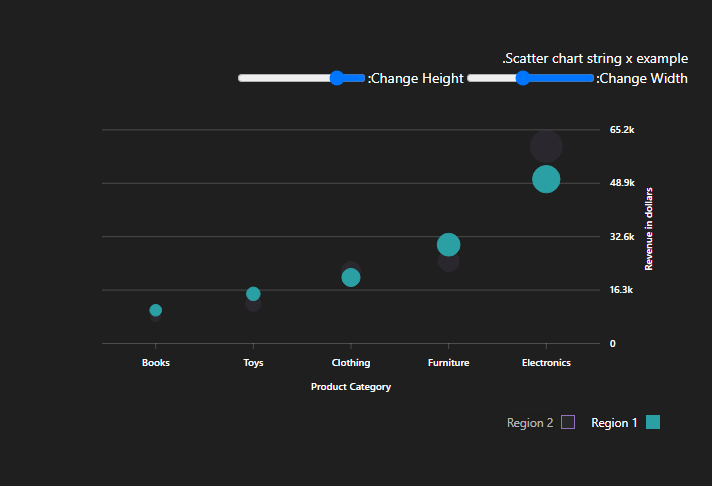 .Scatter chart string x example
:Change Height
:Change Width
65.2k
48.9k
32.6k
16.3k
0
Revenue in dollars
Books
Toys
Clothing
Furniture
Electronics
Product Category
Region 2
Region 1